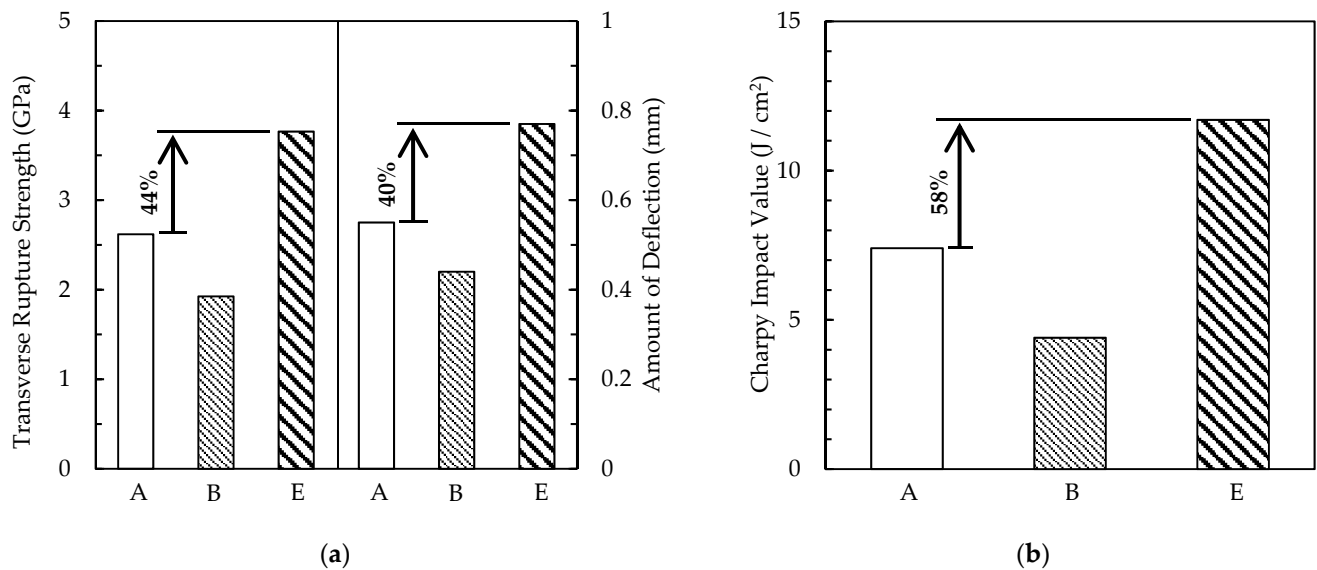 Transverse Rupture Strength (GPa)
5
4
3
2
1
0
44%
A B E
40%
A B E
1
0.8
0.6
0.4
0.2
0
Amount of Deflection (mm)
(a)
Charpy Impact Value (J / cm²)
15
10
5
0
58%
A B E
(b)